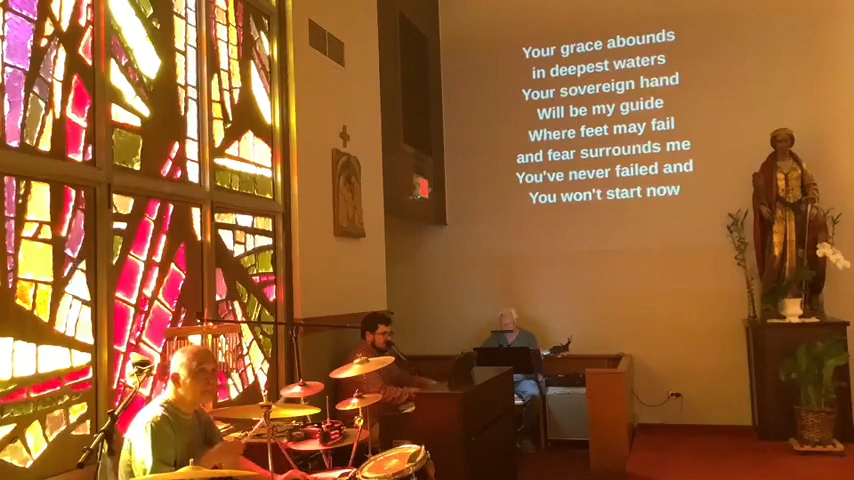 Your grace abounds
in deepest waters
Your sovereign hand
Will be my guide
Where feet may fail
and fear surrounds me
You've never failed and
You won't start now